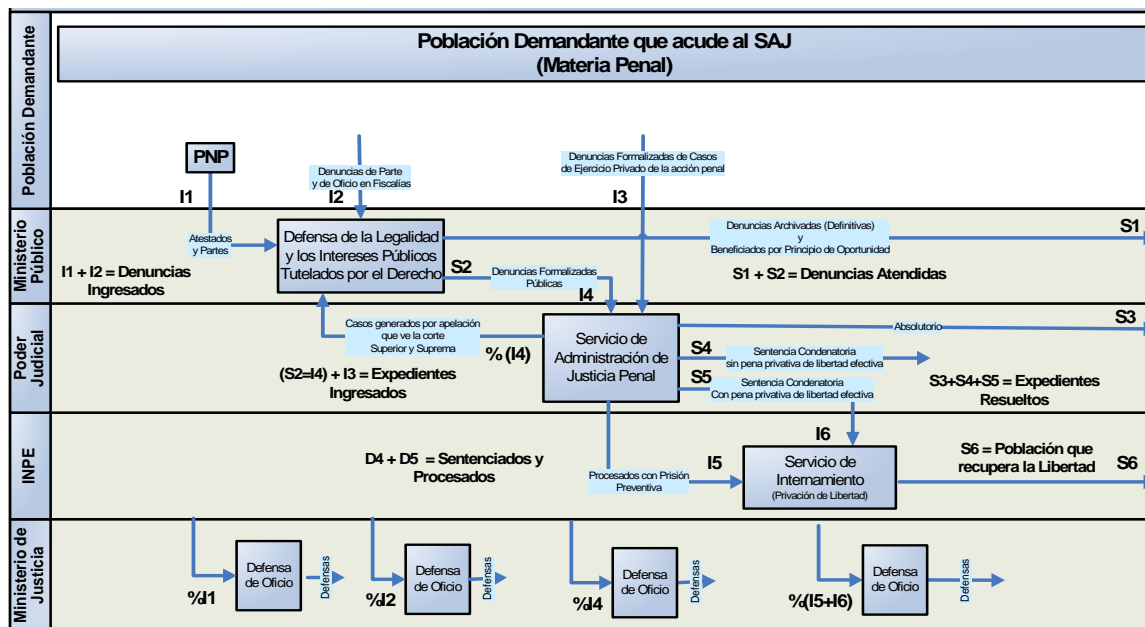 Población Demandante
Población Demandante que acude al SAJ
(Materia Penal)
PNP
I1
Denuncias de Parte
y de Oficio en Fiscalías
I2
Denuncias Formalizadas de Casos
de Ejercicio Privado de la acción penal
I3
Ministerio
Público
Atestados
y Partes
I1 + I2 = Denuncias
Ingresados
Defensa de la Legalidad
y los Intereses Públicos
Tutelados por el Derecho
Denuncias Archivadas (Definitivas)
y
Beneficiados por Principio de Oportunidad
S1
S2
Denuncias Formalizadas
Públicas
I4
S1 + S2 = Denuncias Atendidas
Poder
Judicial
Casos generados por apelación
que ve la corte
Superior y Suprema
% (I4)
(S2=I4) + I3 = Expedientes
Ingresados
Servicio de
Administración de
Justicia Penal
Absolutorio
S3
S4
Sentencia Condenatoria
sin pena privativa de libertad efectiva
S5
Sentencia Condenatoria
Con pena privativa de libertad efectiva
S3+S4+S5 = Expedientes
Resueltos
INPE
D4 + D5 = Sentenciados y
Procesados
Procesados con Prisión
Preventiva
I5
I6
Servicio de
Internamiento
(Privación de Libertad)
S6 = Población que
recupera la Libertad
S6
Ministerio de
Justicia
%I1
Defensa
de Oficio
Defensas
%I2
Defensa
de Oficio
Defensas
%I4
Defensa
de Oficio
Defensas
%(I5+I6)
Defensa
de Oficio
Defensas